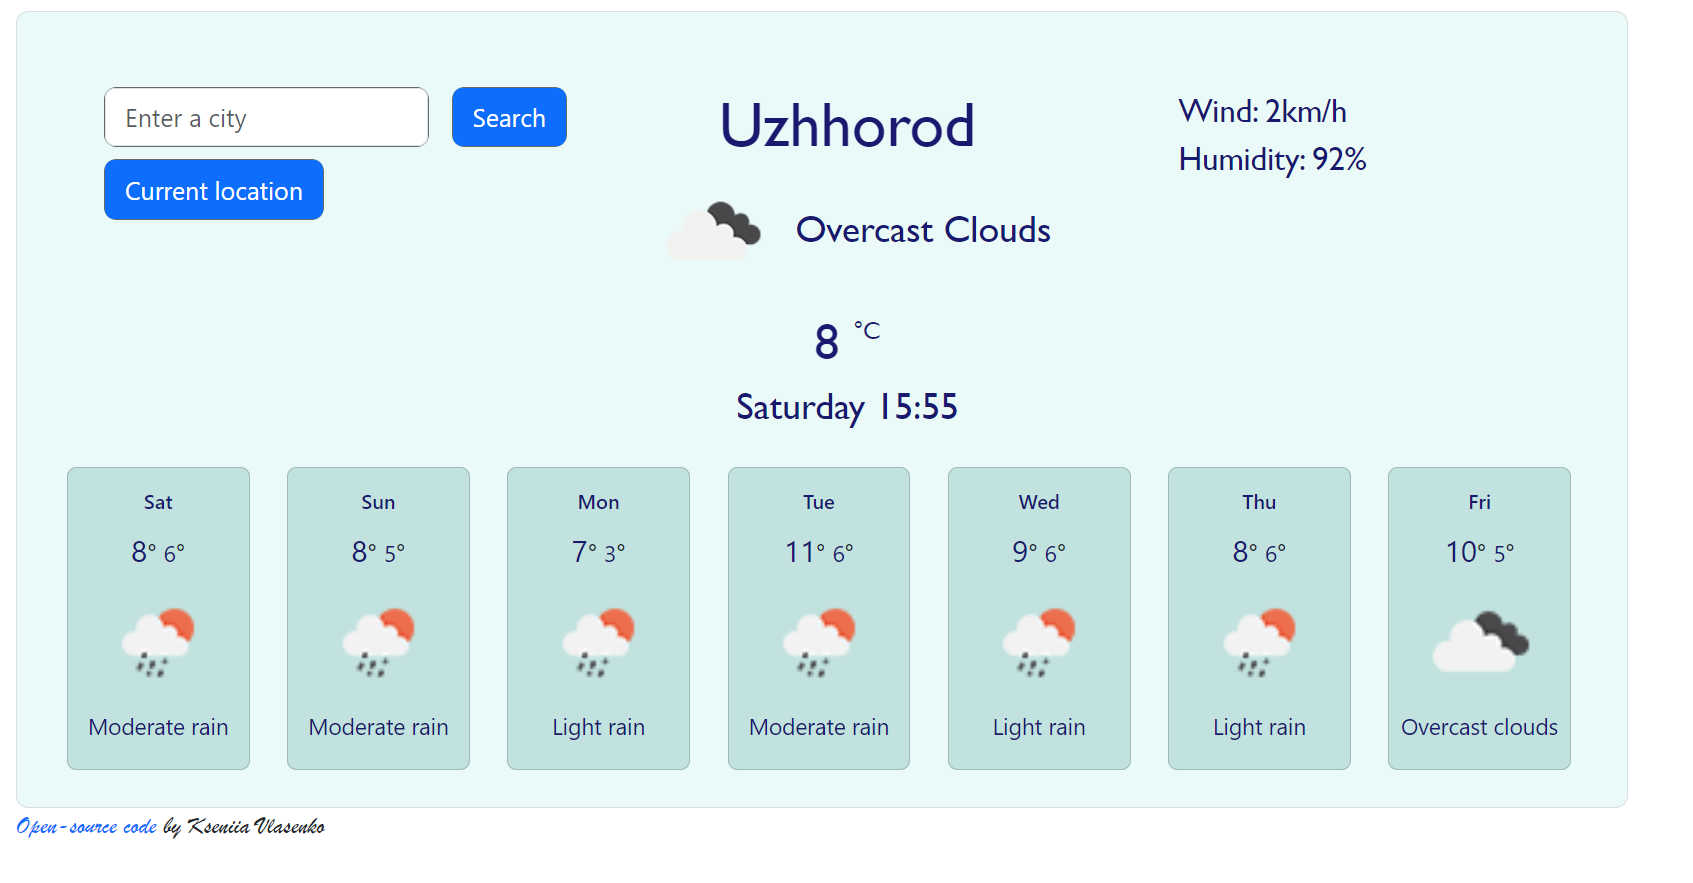 Enter a city
Search
Current location
Uzhhorod
Overcast Clouds
8 °C
Saturday 15:55
Wind: 2km/h
Humidity: 92%
Sat
8° 6°
Moderate rain
Sun
8° 5°
Moderate rain
Mon
7° 3°
Light rain
Tue
11° 6°
Moderate rain
Wed
9° 6°
Light rain
Thu
8° 6°
Light rain
Fri
10° 5°
Overcast clouds
Open-source code by Kseniia Vlasenko